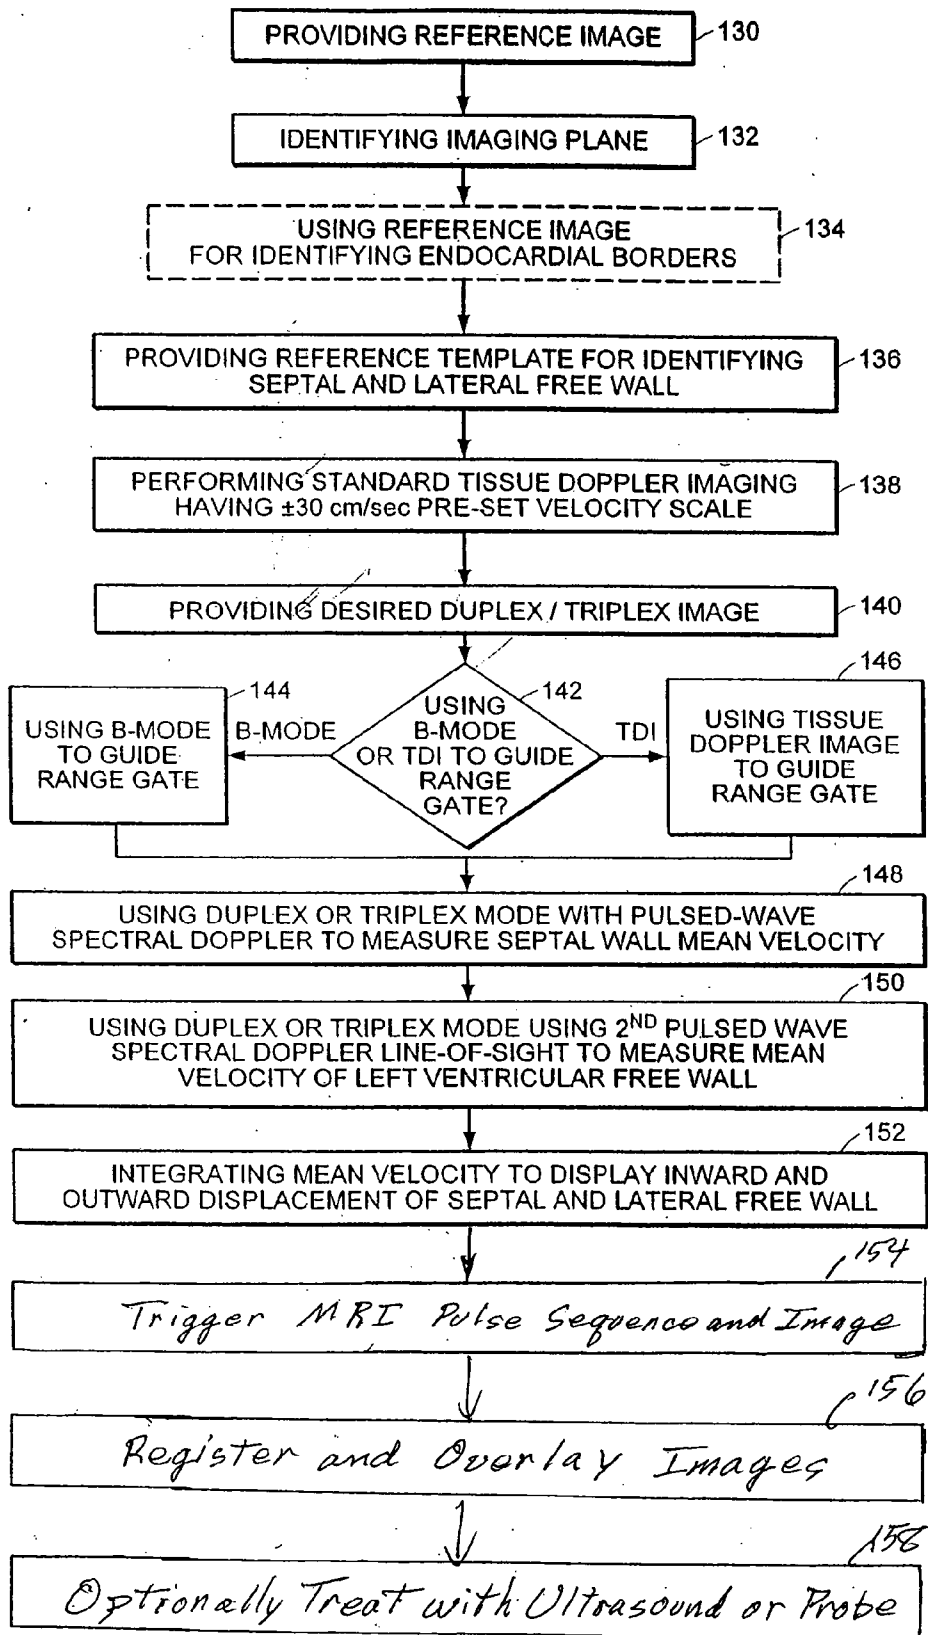 PROVIDING REFERENCE IMAGE
130
IDENTIFYING IMAGING PLANE
132
USING REFERENCE IMAGE
FOR IDENTIFYING ENDOCARDIAL BORDERS
134
PROVIDING REFERENCE TEMPLATE FOR IDENTIFYING
SEPTAL AND LATERAL FREE WALL
136
PERFORMING STANDARD TISSUE DOPPLER IMAGING
HAVING ±30 cm/sec PRE-SET VELOCITY SCALE
138
PROVIDING DESIRED DUPLEX / TRIPLEX IMAGE
140
144
USING B-MODE
TO GUIDE
RANGE GATE
B-MODE
142
USING
B-MODE
OR TDI TO GUIDE
RANGE
GATE?
TDI
146
USING TISSUE
DOPPLER IMAGE
TO GUIDE
RANGE GATE
148
USING DUPLEX OR TRIPLEX MODE WITH PULSED-WAVE
SPECTRAL DOPPLER TO MEASURE SEPTAL WALL MEAN VELOCITY
150
USING DUPLEX OR TRIPLEX MODE USING 2ND PULSED WAVE
SPECTRAL DOPPLER LINE-OF-SIGHT TO MEASURE MEAN
VELOCITY OF LEFT VENTRICULAR FREE WALL
152
INTEGRATING MEAN VELOCITY TO DISPLAY INWARD AND
OUTWARD DISPLACEMENT OF SEPTAL AND LATERAL FREE WALL
154
Trigger MRI Pulse Sequence and Image
156
Register and Overlay Images
158
Optionally Treat with Ultrasound or Probe